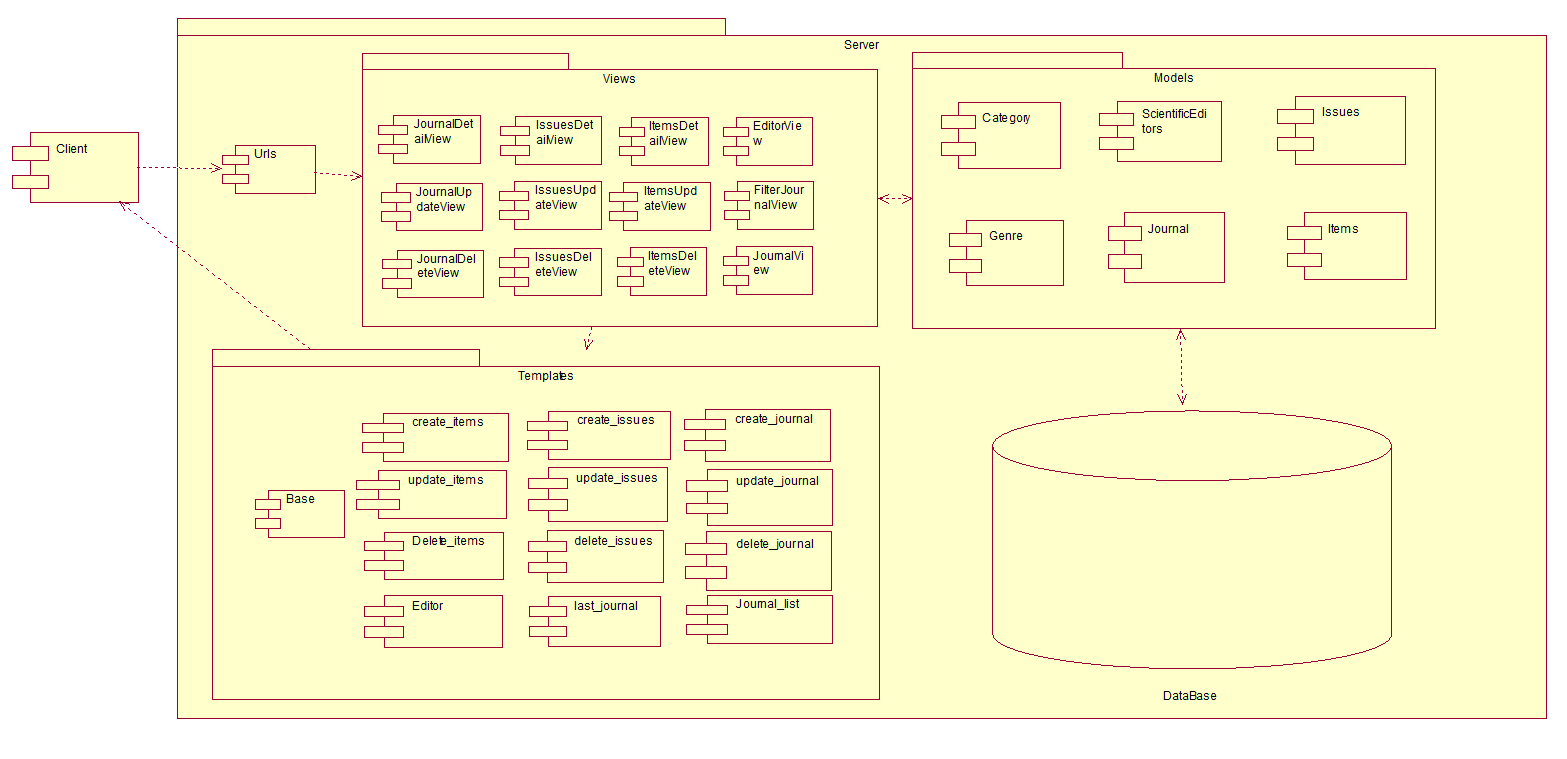 Server
Views
Models
JournalDet
ailView
IssuesDet
ailView
ItemsDet
ailView
EditorVie
w
Category
ScientificEdi
tors
Issues
Client
Urls
JournalUp
dateView
IssuesUpd
ateView
ItemsUpd
ateView
FilterJour
nalView
Genre
Journal
Items
JournalDel
eteView
IssuesDel
eteView
ItemsDel
eteView
JournalVi
ew
Templates
create_items
create_issues
create_journal
Base
update_items
update_issues
update_journal
Delete_items
delete_issues
delete_journal
Editor
last_journal
Journal_list
DataBase